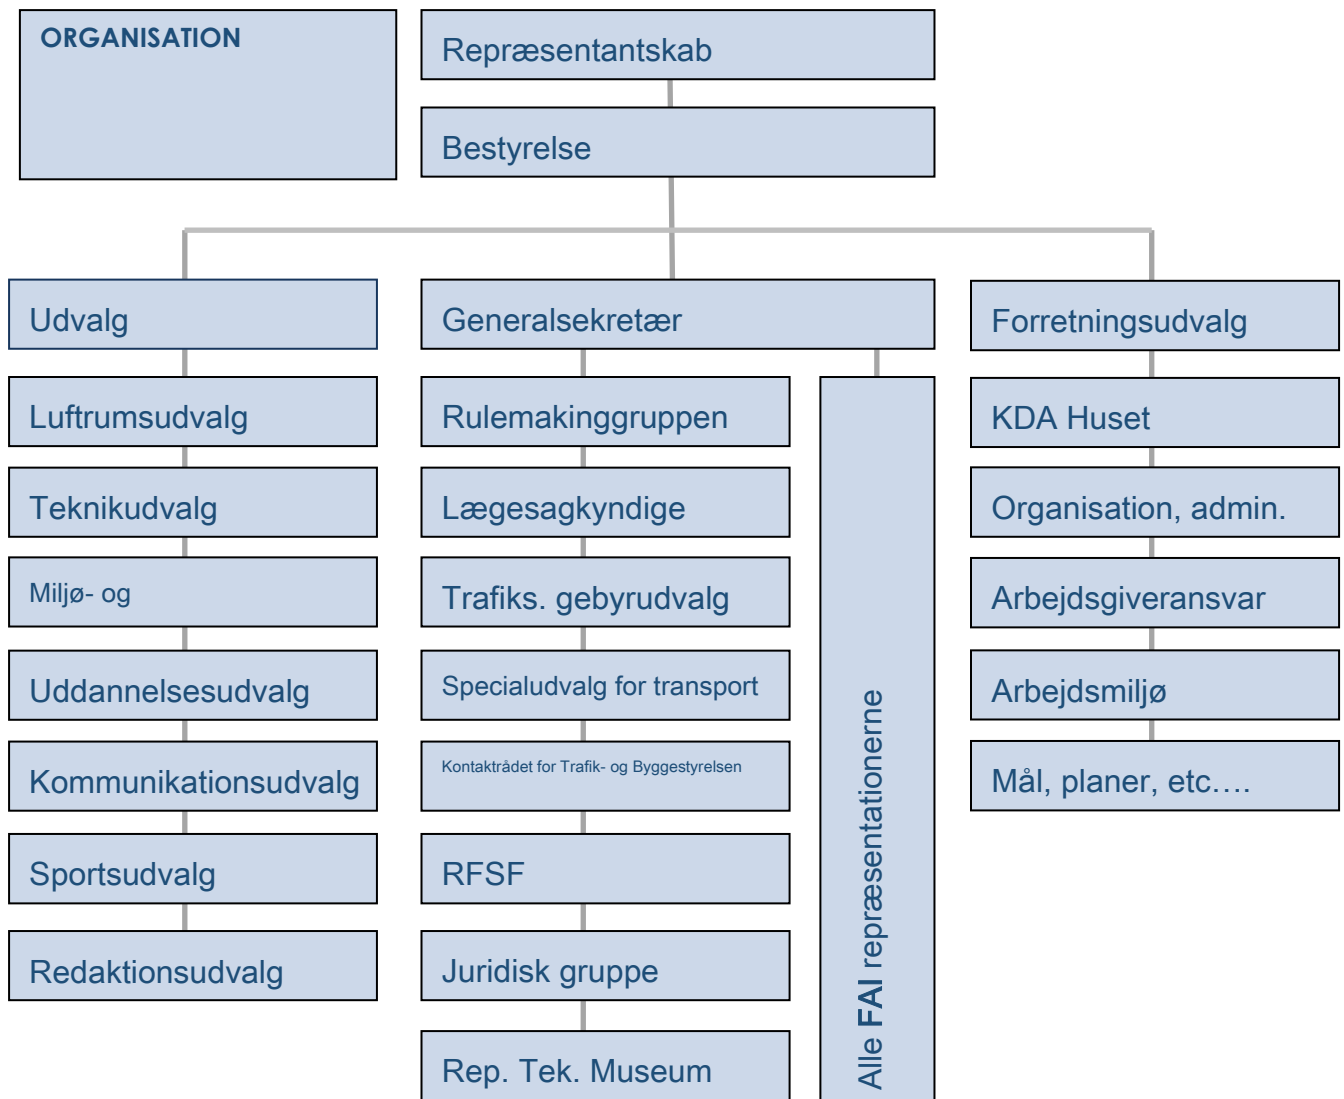 ORGANISATION
Repræsentantskab
Bestyrelse
Udvalg
Luftrumsudvalg
Teknikudvalg
Miljø- og
Uddannelsesudvalg
Kommunikationsudvalg
Sportsudvalg
Redaktionsudvalg
Generalsekretær
Rulemakinggruppen
Lægesagkyndige
Trafiks. gebyrudvalg
Specialudvalg for transport
Kontaktrådet for Trafik- og Byggestyrelsen
RFSF
Juridisk gruppe
Rep. Tek. Museum
Alle FAI repræsentationerne
Forretningsudvalg
KDA Huset
Organisation, admin.
Arbejdsgiveransvar
Arbejdsmiljø
Mål, planer, etc….